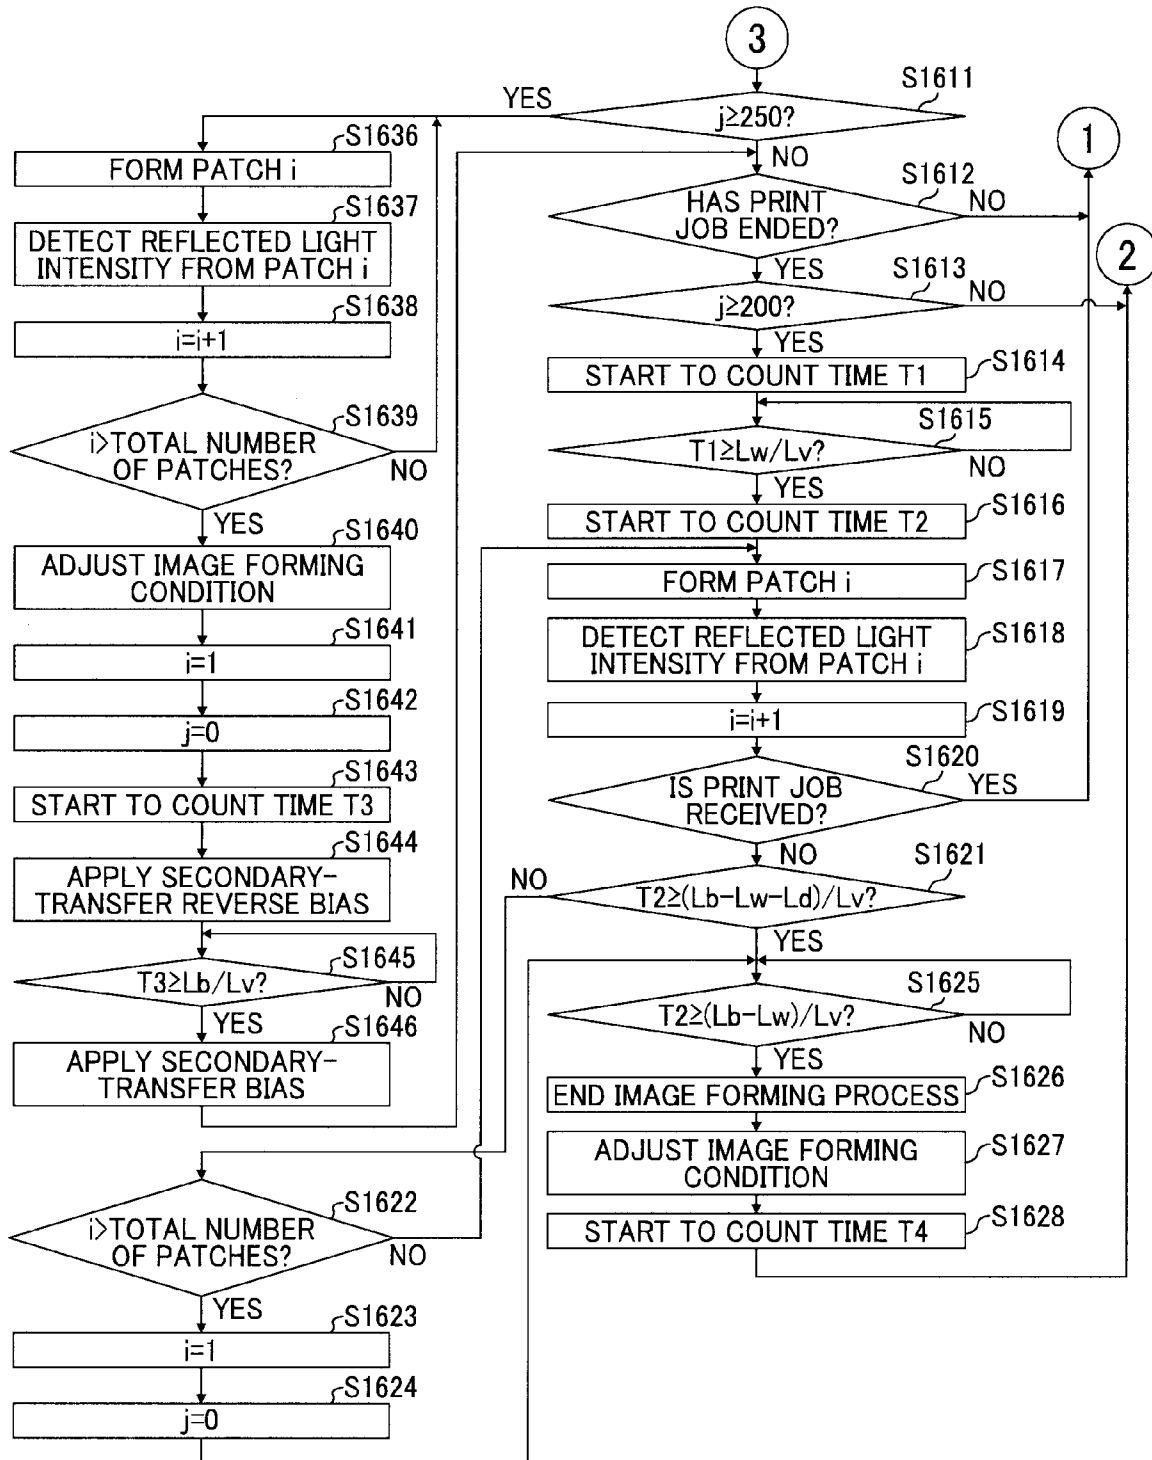 3
S1611
YES
j≥250?
NO
S1636
FORM PATCH i
S1637
DETECT REFLECTED LIGHT
INTENSITY FROM PATCH i
S1638
i=i+1
S1639
i>TOTAL NUMBER
OF PATCHES?
NO
YES
S1640
ADJUST IMAGE FORMING
CONDITION
S1641
i=1
S1642
j=0
S1643
START TO COUNT TIME T3
S1644
APPLY SECONDARY-
TRANSFER REVERSE BIAS
S1645
T3≥Lb/Lv?
NO
YES
S1646
APPLY SECONDARY-
TRANSFER BIAS
1
S1612
HAS PRINT
JOB ENDED?
NO
YES
2
S1613
j≥200?
NO
YES
S1614
START TO COUNT TIME T1
S1615
T1≥Lw/Lv?
NO
YES
S1616
START TO COUNT TIME T2
S1617
FORM PATCH i
S1618
DETECT REFLECTED LIGHT
INTENSITY FROM PATCH i
S1619
i=i+1
S1620
IS PRINT JOB
RECEIVED?
YES
NO
S1621
NO
T2≥(Lb-Lw-Ld)/Lv?
YES
S1625
T2≥(Lb-Lw)/Lv?
NO
YES
S1626
END IMAGE FORMING PROCESS
S1627
ADJUST IMAGE FORMING
CONDITION
S1628
START TO COUNT TIME T4
S1622
i>TOTAL NUMBER
OF PATCHES?
NO
YES
S1623
i=1
S1624
j=0